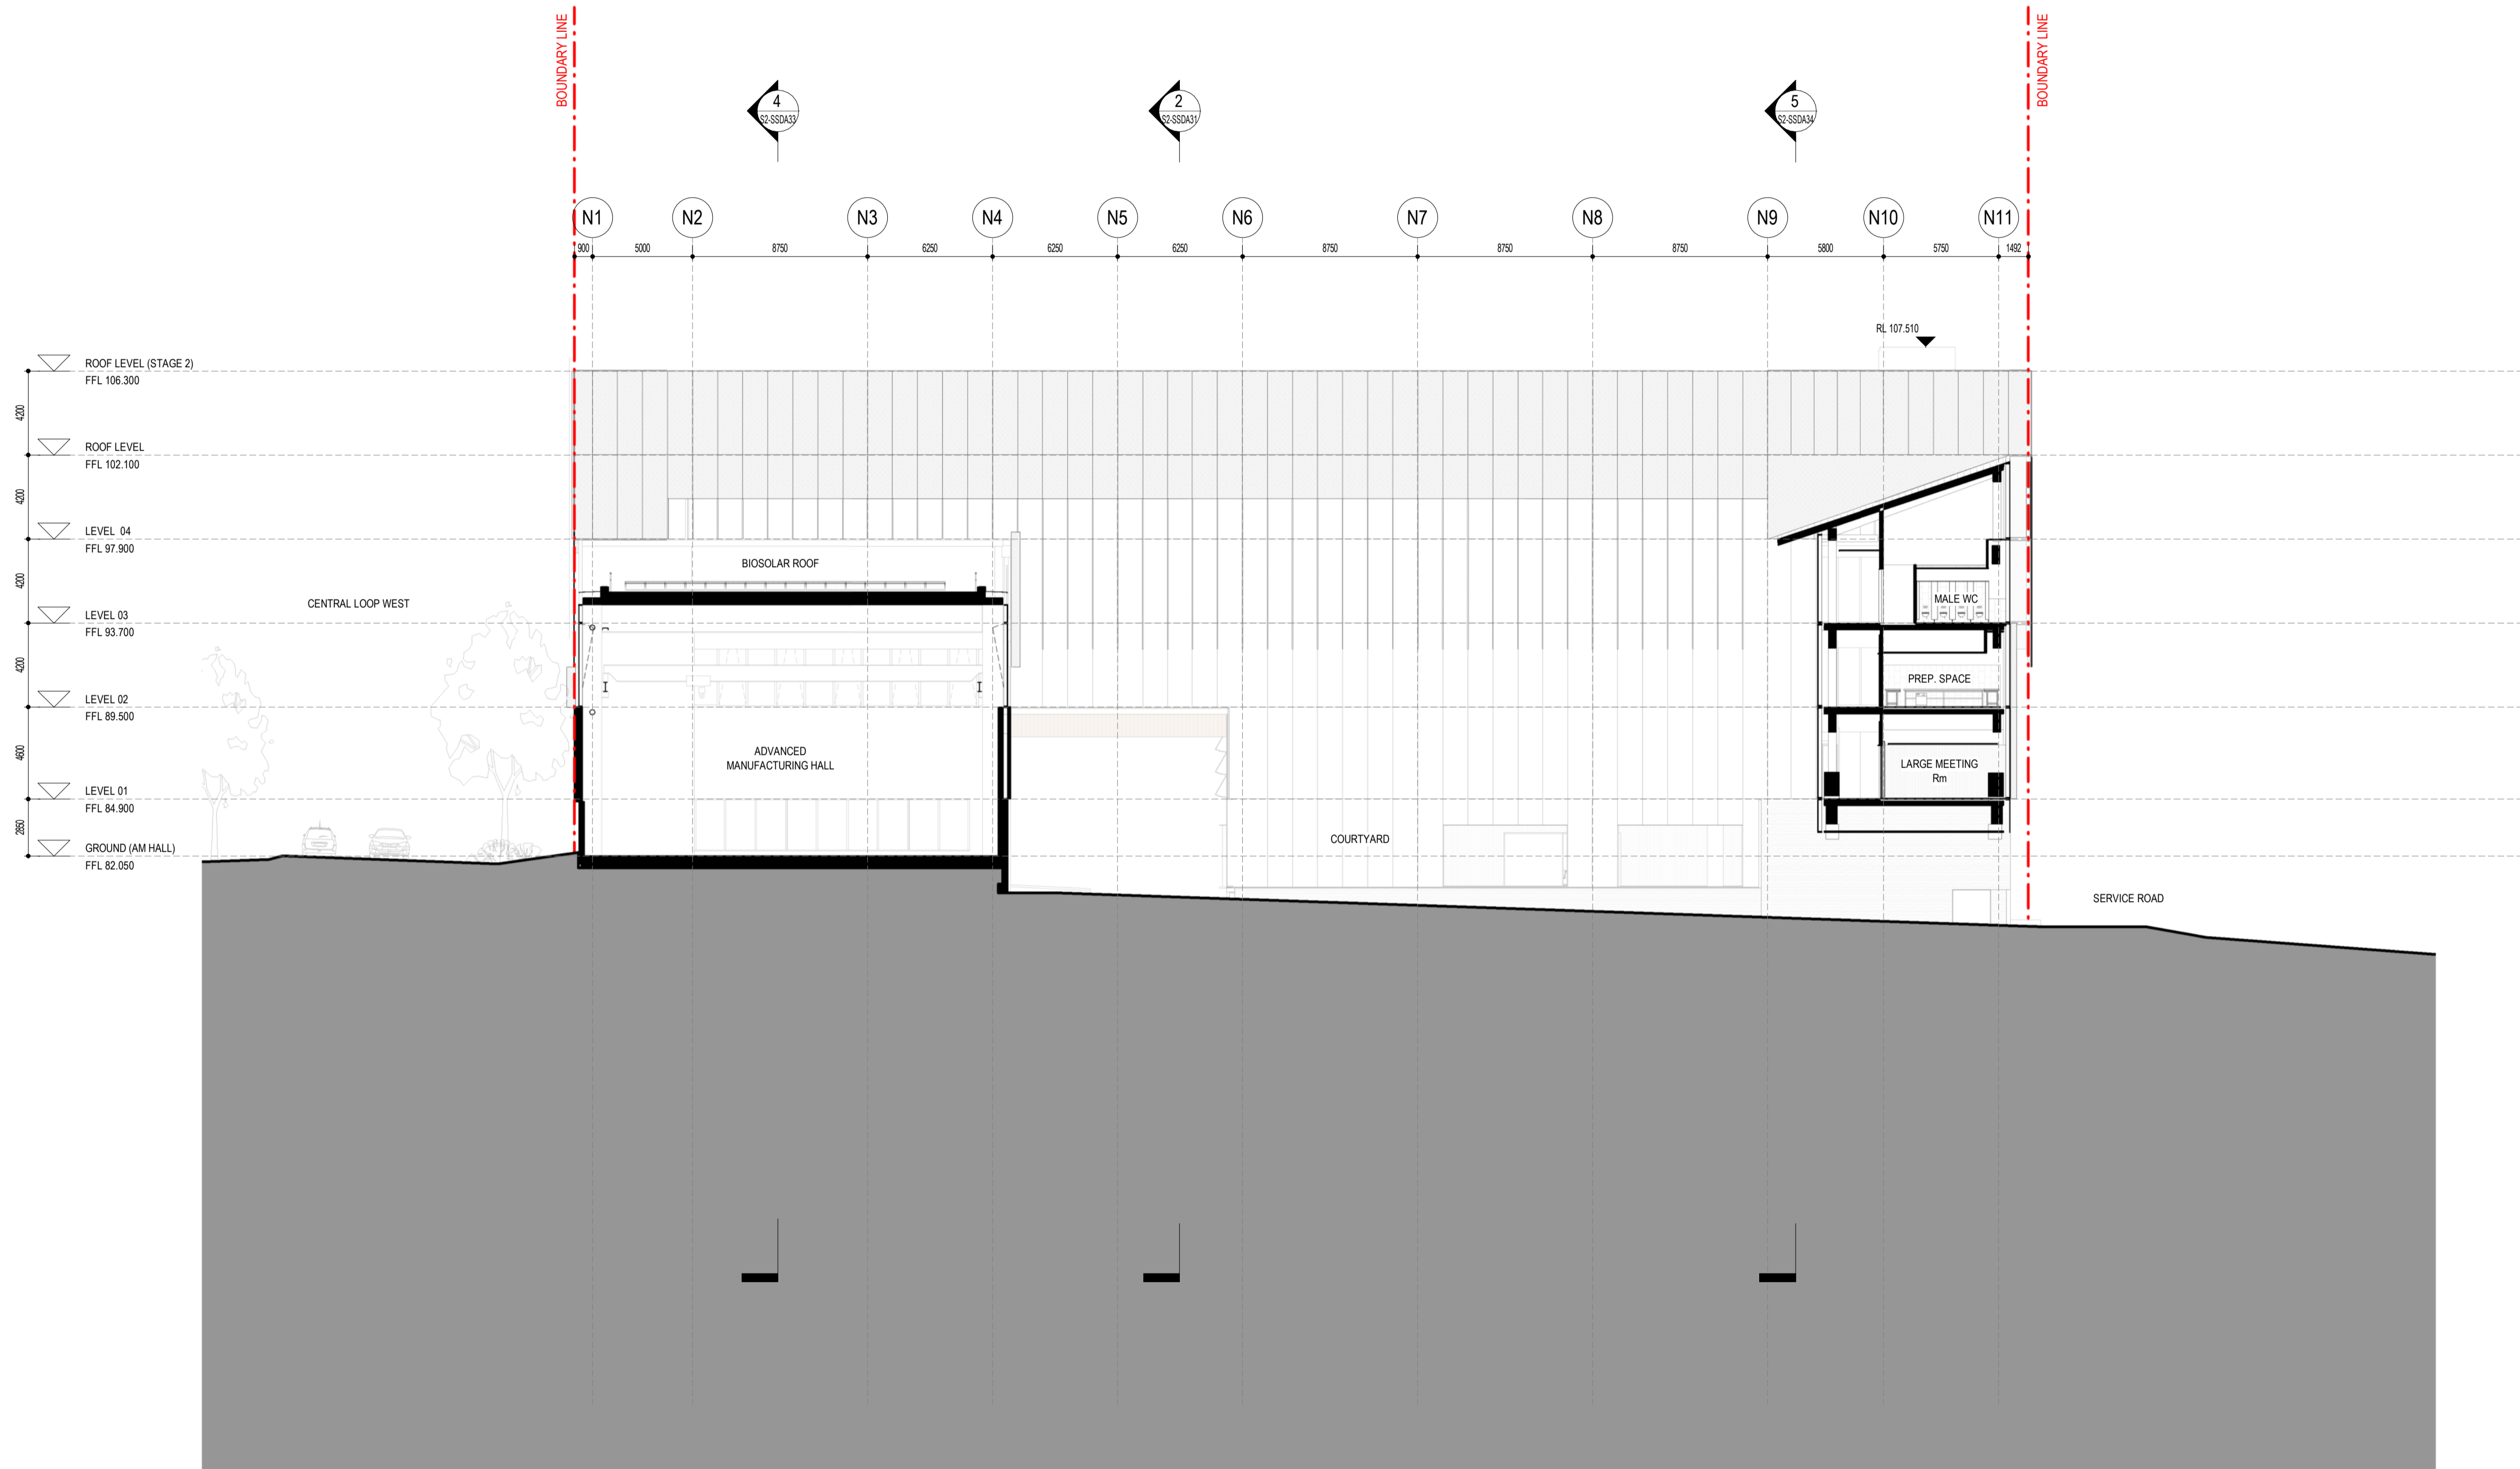 BOUNDARY LINE
BOUNDARY LINE
4
S2-SSDA33
2
S2-SSDA31
5
S2-SSDA34
N1
N2
N3
N4
N5
N6
N7
N8
N9
N10
N11
900
5000
8750
6250
6250
6250
8750
8750
8750
5800
5750
1492
RL 107.510
ROOF LEVEL (STAGE 2)
FFL 106.300
4200
ROOF LEVEL
FFL 102.100
4200
LEVEL 04
FFL 97.900
4200
LEVEL 03
FFL 93.700
4200
LEVEL 02
FFL 89.500
4600
LEVEL 01
FFL 84.900
2850
GROUND (AM HALL)
FFL 82.050
CENTRAL LOOP WEST
BIOSOLAR ROOF
ADVANCED
MANUFACTURING HALL
COURTYARD
MALE WC
PREP. SPACE
LARGE MEETING
Rm
SERVICE ROAD